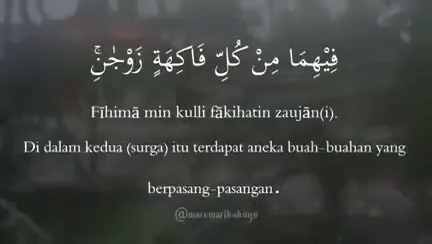 فِيْهِمَا مِنْ كُلِّ فَاكِهَةٍ زَوْجٰنِۚ
Fīhimā min kulli fākihatin zaujān(i).
Di dalam kedua (surga) itu terdapat aneka buah-buahan yang
berpasang-pasangan.